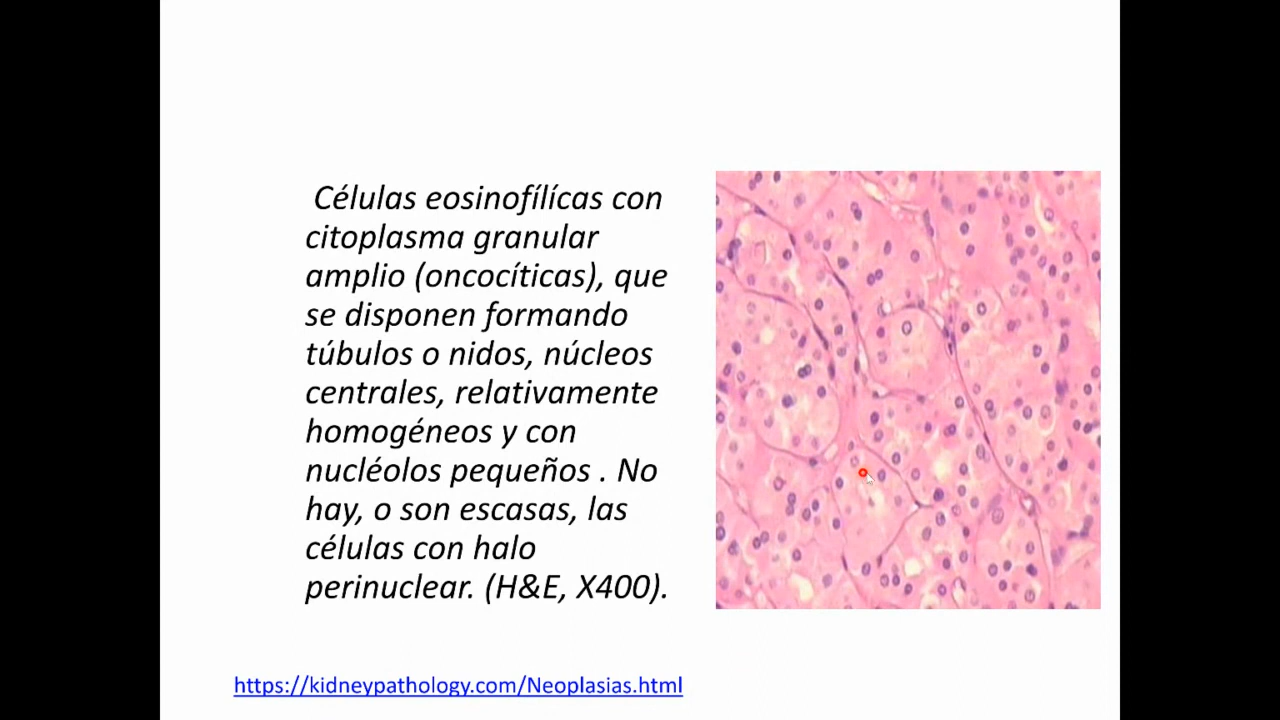 Células eosinofílícas con
citoplasma granular
amplio (oncocíticas), que
se disponen formando
túbulos o nidos, núcleos
centrales, relativamente
homogéneos y con
nucléolos pequeños . No
hay, o son escasas, las
células con halo
perinuclear. (H&E, X400).
https://kidneypathology.com/Neoplasias.html